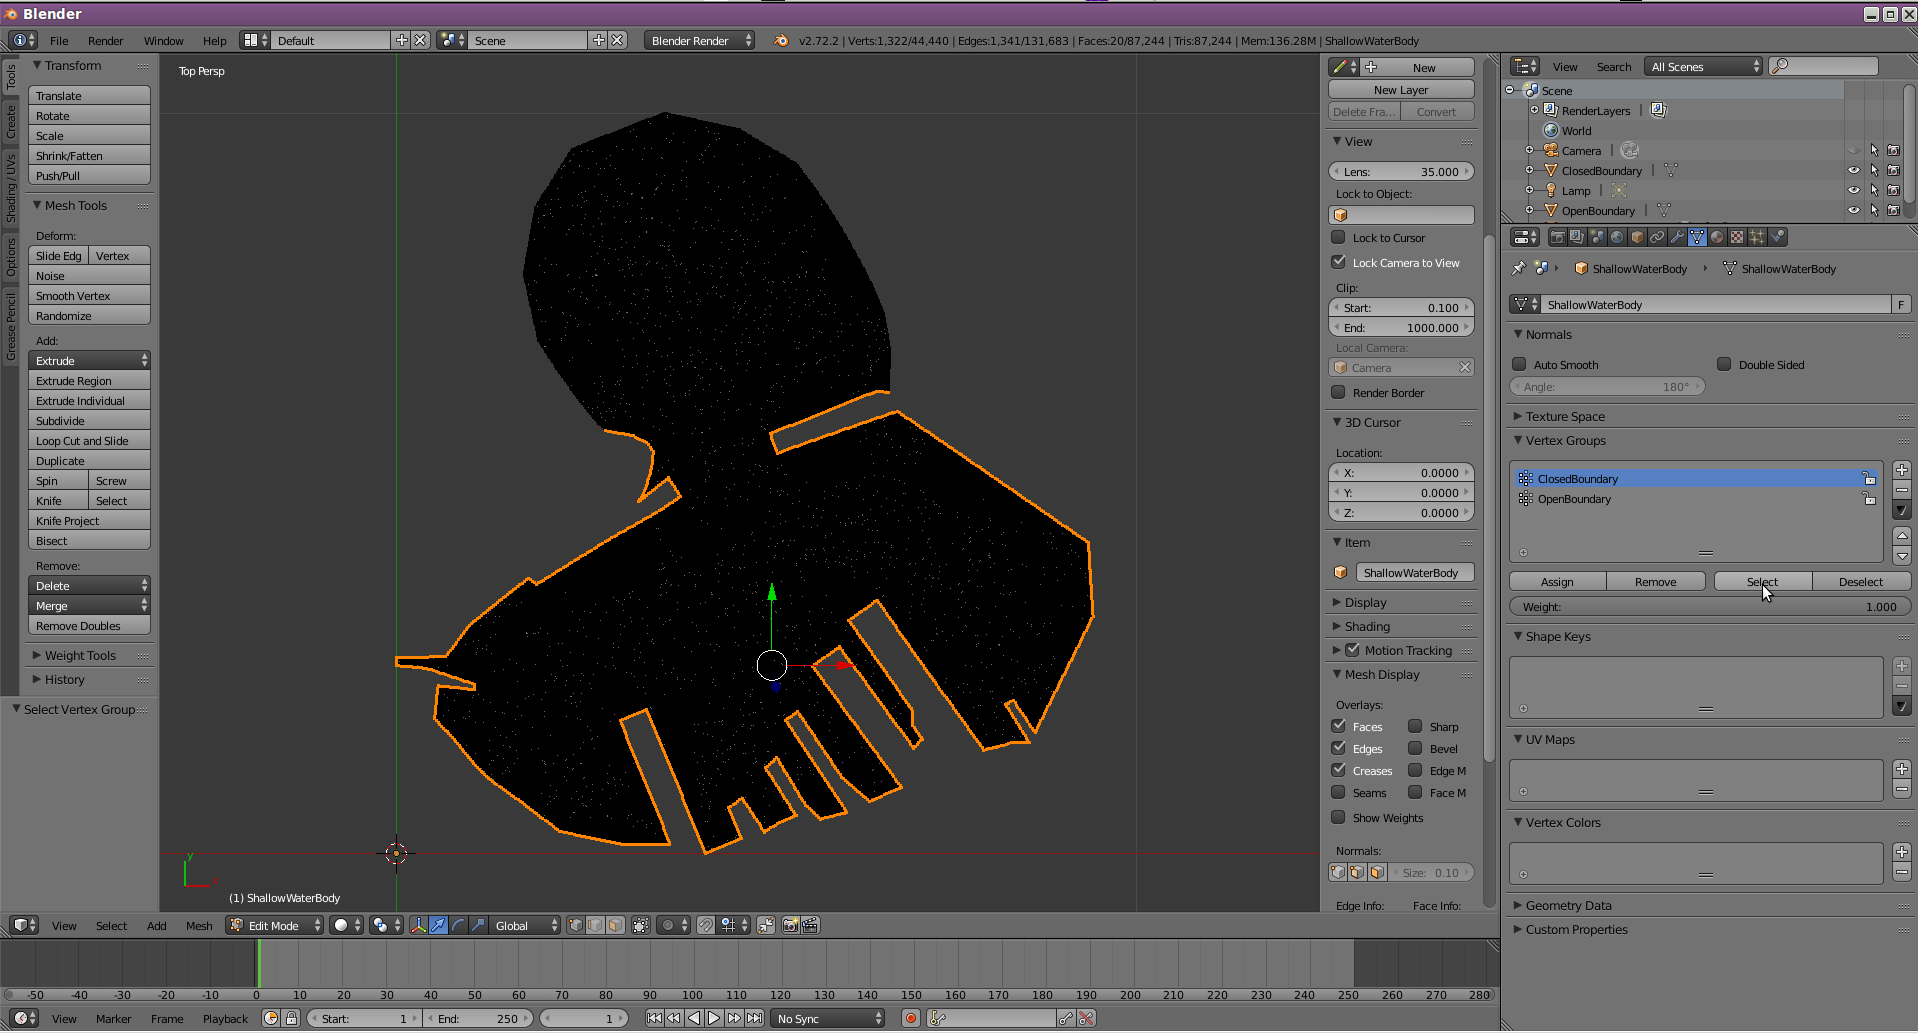 Blender
File Render Window Help Default Scene Blender Render v2.72.2 | Verts:1,322/44,440 | Edges:1,341/131,683 | Faces:20/87,244 | Tris:87,244 | Mem:136.28M | ShallowWaterBody
Tools
Create
Shading / UVs
Options
Grease Pencil
Transform
Translate
Rotate
Scale
Shrink/Fatten
Push/Pull
Mesh Tools
Deform:
Slide Edg Vertex
Noise
Smooth Vertex
Randomize
Add:
Extrude
Extrude Region
Extrude Individual
Subdivide
Loop Cut and Slide
Duplicate
Spin Screw
Knife Select
Knife Project
Bisect
Remove:
Delete
Merge
Remove Doubles
Weight Tools
History
Select Vertex Group
Top Persp
y
x
(1) ShallowWaterBody
New
New Layer
Delete Fra... Convert
View
Lens: 35.000
Lock to Object:
Lock to Cursor
Lock Camera to View
Clip:
Start: 0.100
End: 1000.000
Local Camera:
Camera
Render Border
3D Cursor
Location:
X: 0.0000
Y: 0.0000
Z: 0.0000
Item
ShallowWaterBody
Display
Shading
Motion Tracking
Mesh Display
Overlays:
Faces Sharp
Edges Bevel
Creases Edge M
Seams Face M
Show Weights
Normals:
Size: 0.10
Edge Info: Face Info:
View Search All Scenes
Scene
RenderLayers |
World
Camera |
ClosedBoundary |
Lamp |
OpenBoundary |
ShallowWaterBody ShallowWaterBody
ShallowWaterBody F
Normals
Auto Smooth Double Sided
Angle: 180°
Texture Space
Vertex Groups
ClosedBoundary
OpenBoundary
Assign Remove Select Deselect
Weight: 1.000
Shape Keys
UV Maps
Vertex Colors
Geometry Data
Custom Properties
View Select Add Mesh Edit Mode Global
-50 -40 -30 -20 -10 0 10 20 30 40 50 60 70 80 90 100 110 120 130 140 150 160 170 180 190 200 210 220 230 240 250 260 270 280
View Marker Frame Playback Start: 1 End: 250 1 No Sync